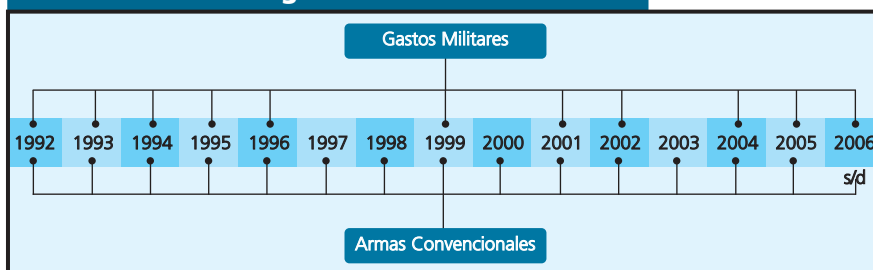 Gastos Militares
1992 1993 1994 1995 1996 1997 1998 1999 2000 2001 2002 2003 2004 2005 2006
s/d
Armas Convencionales